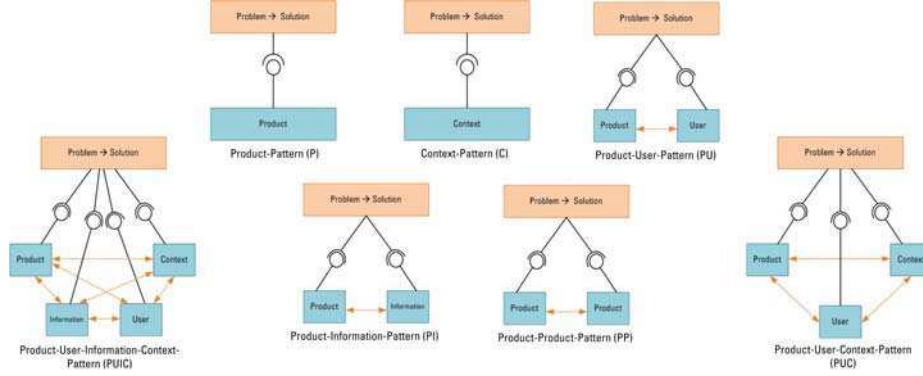 Problem → Solution
Product
Product-Pattern (P)
Problem → Solution
Context
Context-Pattern (C)
Problem → Solution
Product
User
Product-User-Pattern (PU)
Problem → Solution
Product
Context
Information
User
Product-User-Information-Context-
Pattern (PUIC)
Problem → Solution
Product
Information
Product-Information-Pattern (PI)
Problem → Solution
Product
Product
Product-Product-Pattern (PP)
Problem → Solution
Product
Context
User
Product-User-Context-Pattern
(PUC)